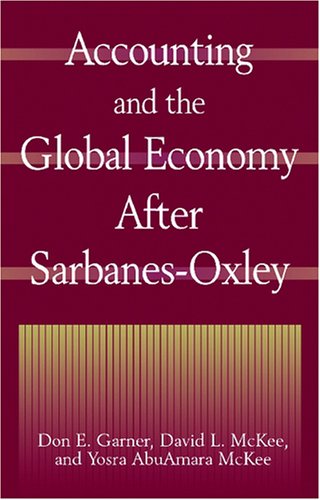 Accounting
and the
Global Economy
After
Sarbanes-Oxley
Don E. Garner, David L. McKee,
and Yosra AbuAmara McKee